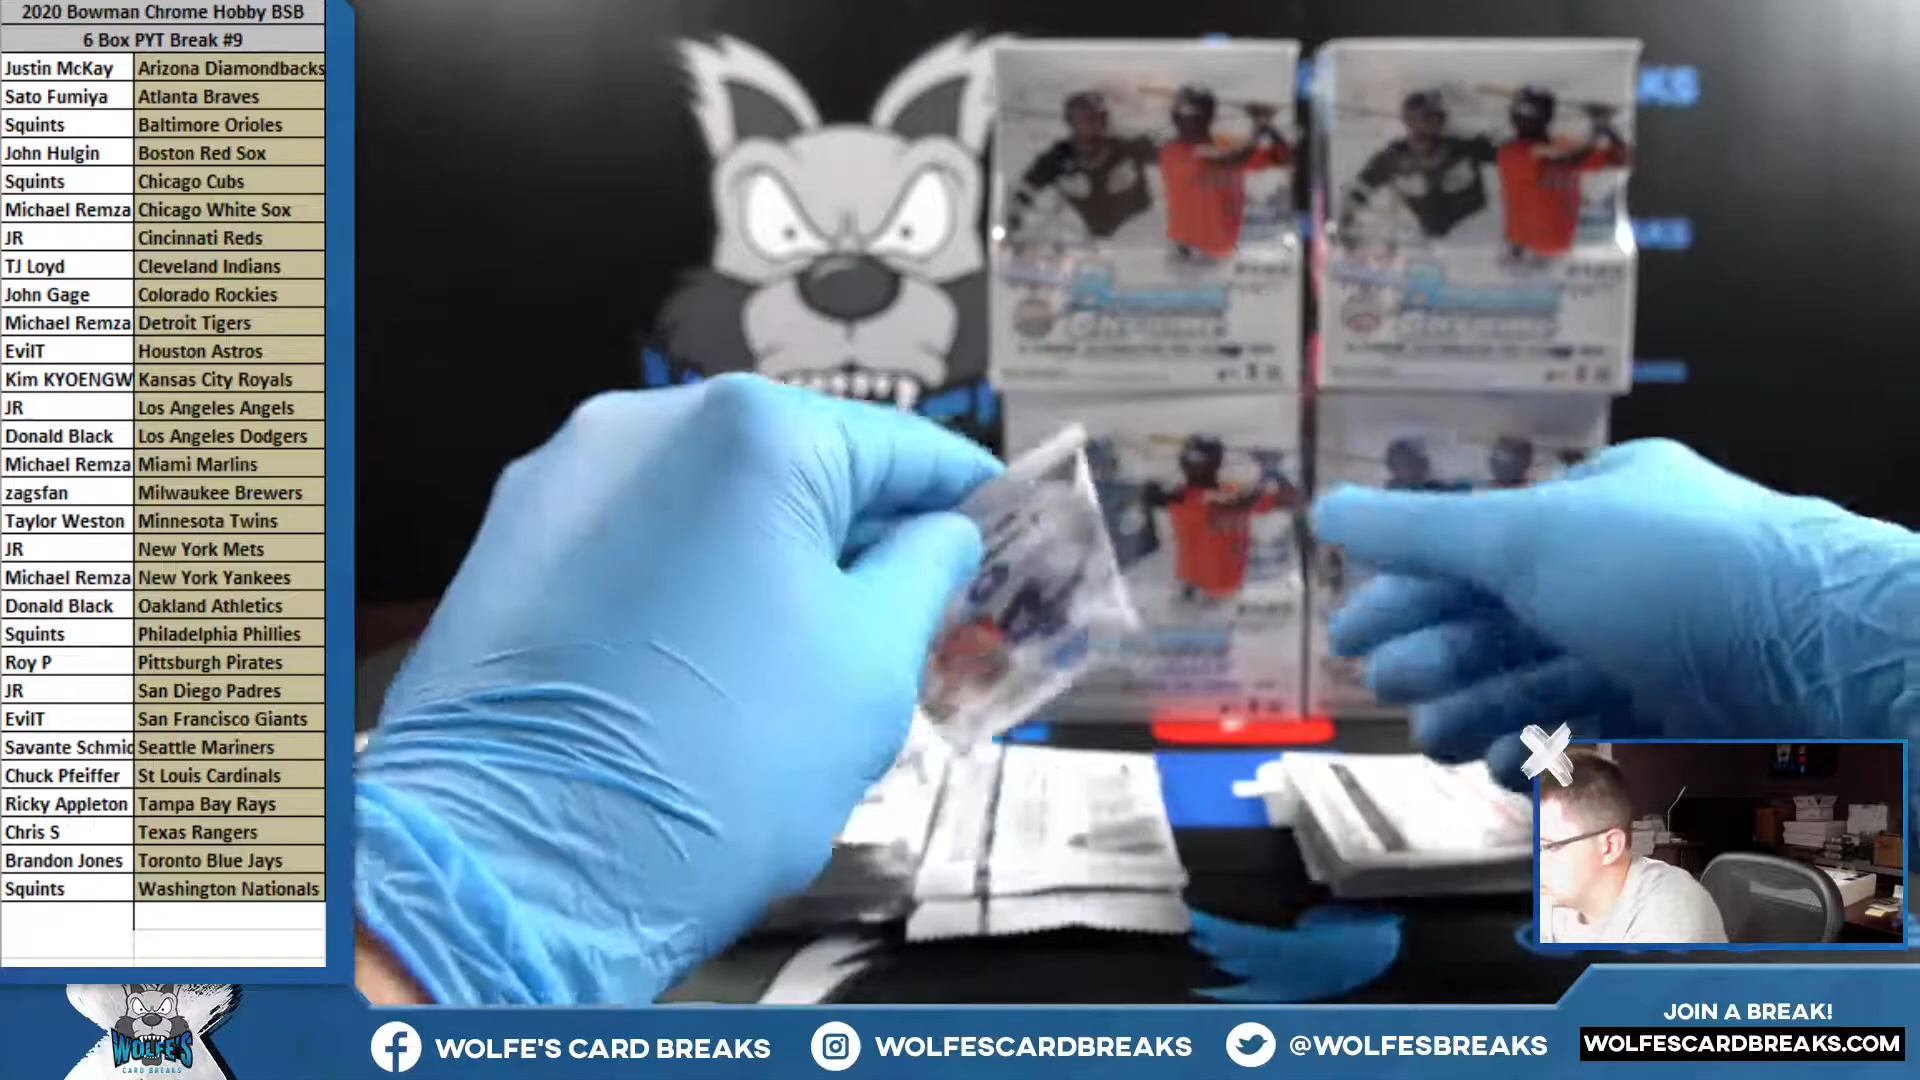 2020 Bowman Chrome Hobby BSB
6 Box PYT Break #9
Justin McKay Arizona Diamondbacks
Sato Fumiya Atlanta Braves
Squints Baltimore Orioles
John Hulgin Boston Red Sox
Squints Chicago Cubs
Michael Remza Chicago White Sox
JR Cincinnati Reds
TJ Loyd Cleveland Indians
John Gage Colorado Rockies
Michael Remza Detroit Tigers
EvilT Houston Astros
Kim KYOENGW Kansas City Royals
JR Los Angeles Angels
Donald Black Los Angeles Dodgers
Michael Remza Miami Marlins
zagsfan Milwaukee Brewers
Taylor Weston Minnesota Twins
JR New York Mets
Michael Remza New York Yankees
Donald Black Oakland Athletics
Squints Philadelphia Phillies
Roy P Pittsburgh Pirates
JR San Diego Padres
EvilT San Francisco Giants
Savante Schmid Seattle Mariners
Chuck Pfeiffer St Louis Cardinals
Ricky Appleton Tampa Bay Rays
Chris S Texas Rangers
Brandon Jones Toronto Blue Jays
Squints Washington Nationals
WOLFE'S
CARD BREAKS
WOLFE'S CARD BREAKS
WOLFESCARDBREAKS
@WOLFESBREAKS
JOIN A BREAK!
WOLFESCARDBREAKS.COM